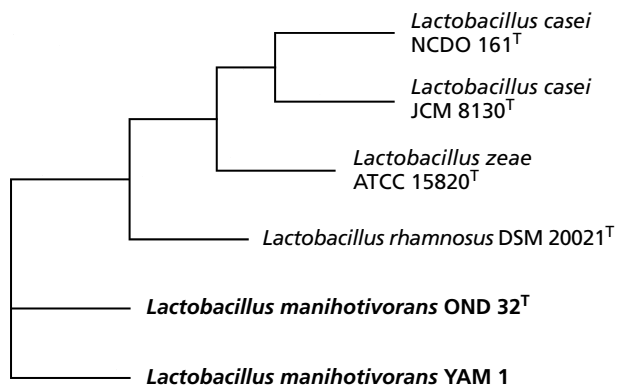 Lactobacillus casei
NCDO 161ᵀ
Lactobacillus casei
JCM 8130ᵀ
Lactobacillus zeae
ATCC 15820ᵀ
Lactobacillus rhamnosus DSM 20021ᵀ
Lactobacillus manihotivorans OND 32ᵀ
Lactobacillus manihotivorans YAM 1